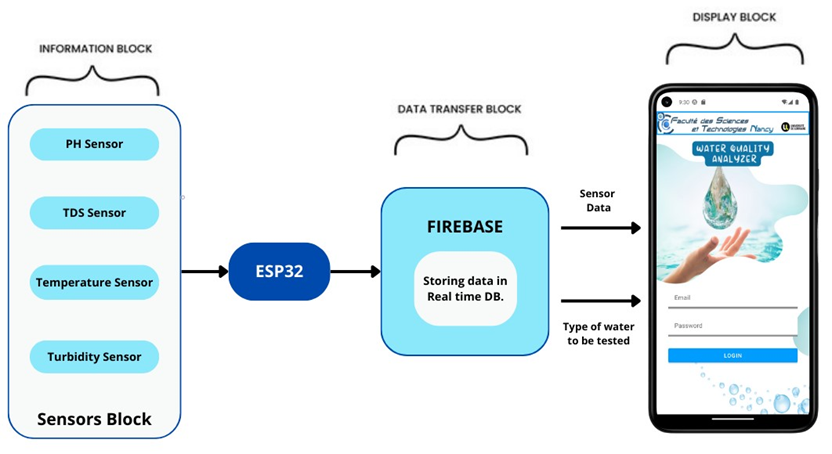 INFORMATION BLOCK
PH Sensor
TDS Sensor
Temperature Sensor
Turbidity Sensor
Sensors Block
ESP32
DATA TRANSFER BLOCK
FIREBASE
Storing data in
Real time DB.
Sensor
Data
Type of water
to be tested
DISPLAY BLOCK
9:30
Faculté des Sciences
et Technologies Nancy
WATER QUALITY
ANALYZER
Email
Password
LOGIN